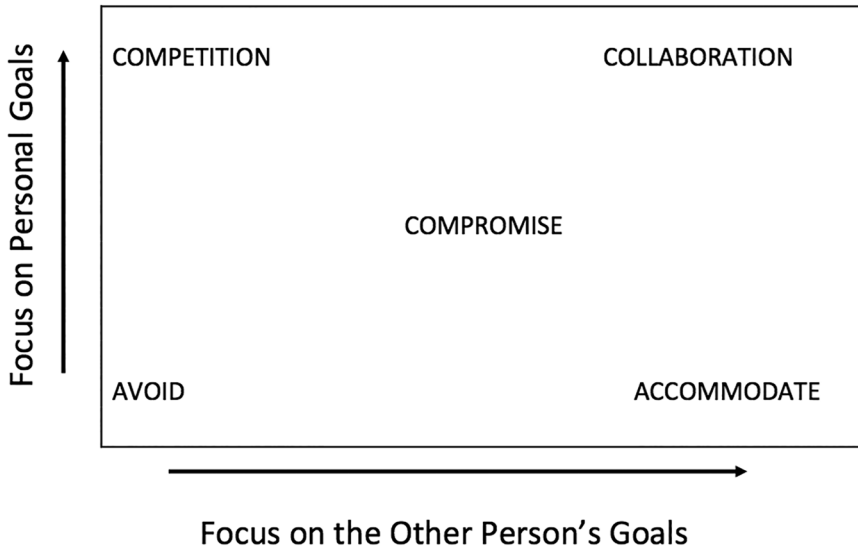 Focus on Personal Goals
COMPETITION
COLLABORATION
COMPROMISE
AVOID
ACCOMMODATE
Focus on the Other Person's Goals